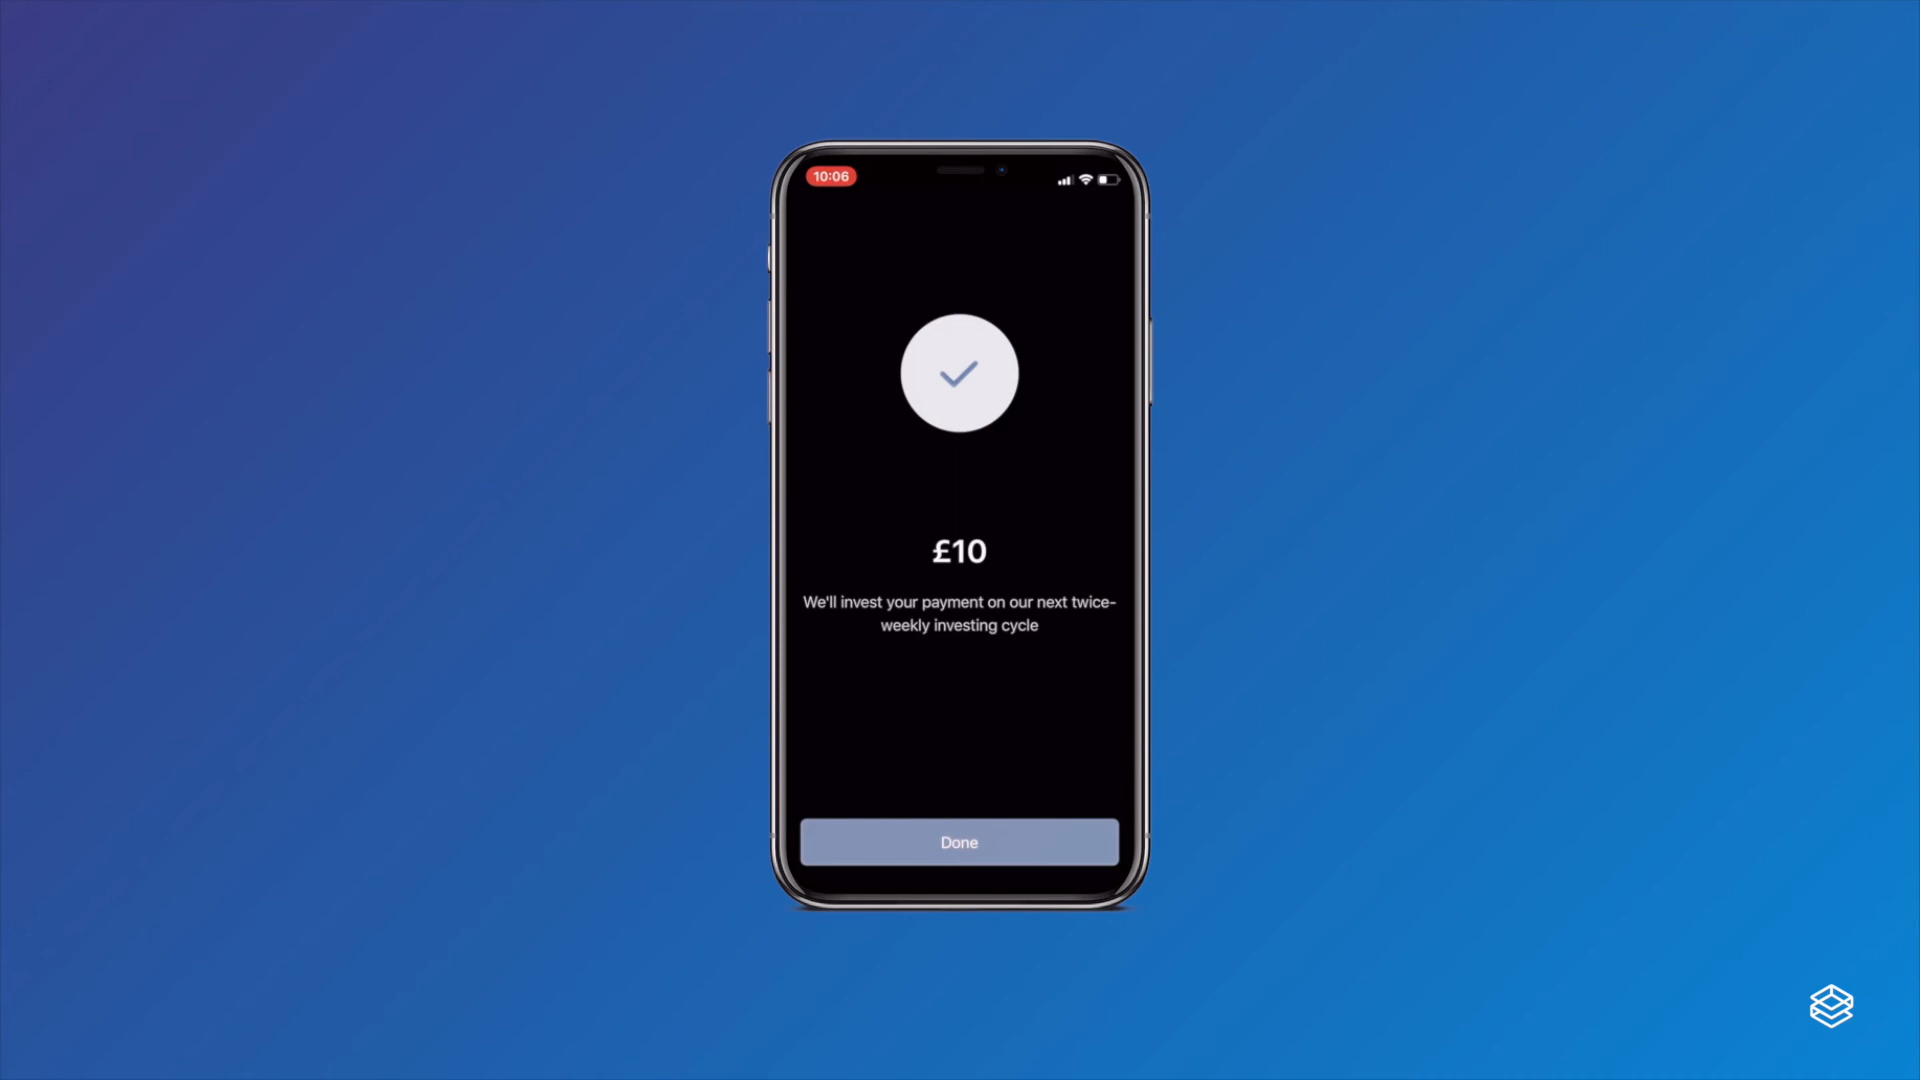 10:06
£10
We'll invest your payment on our next twice-
weekly investing cycle
Done